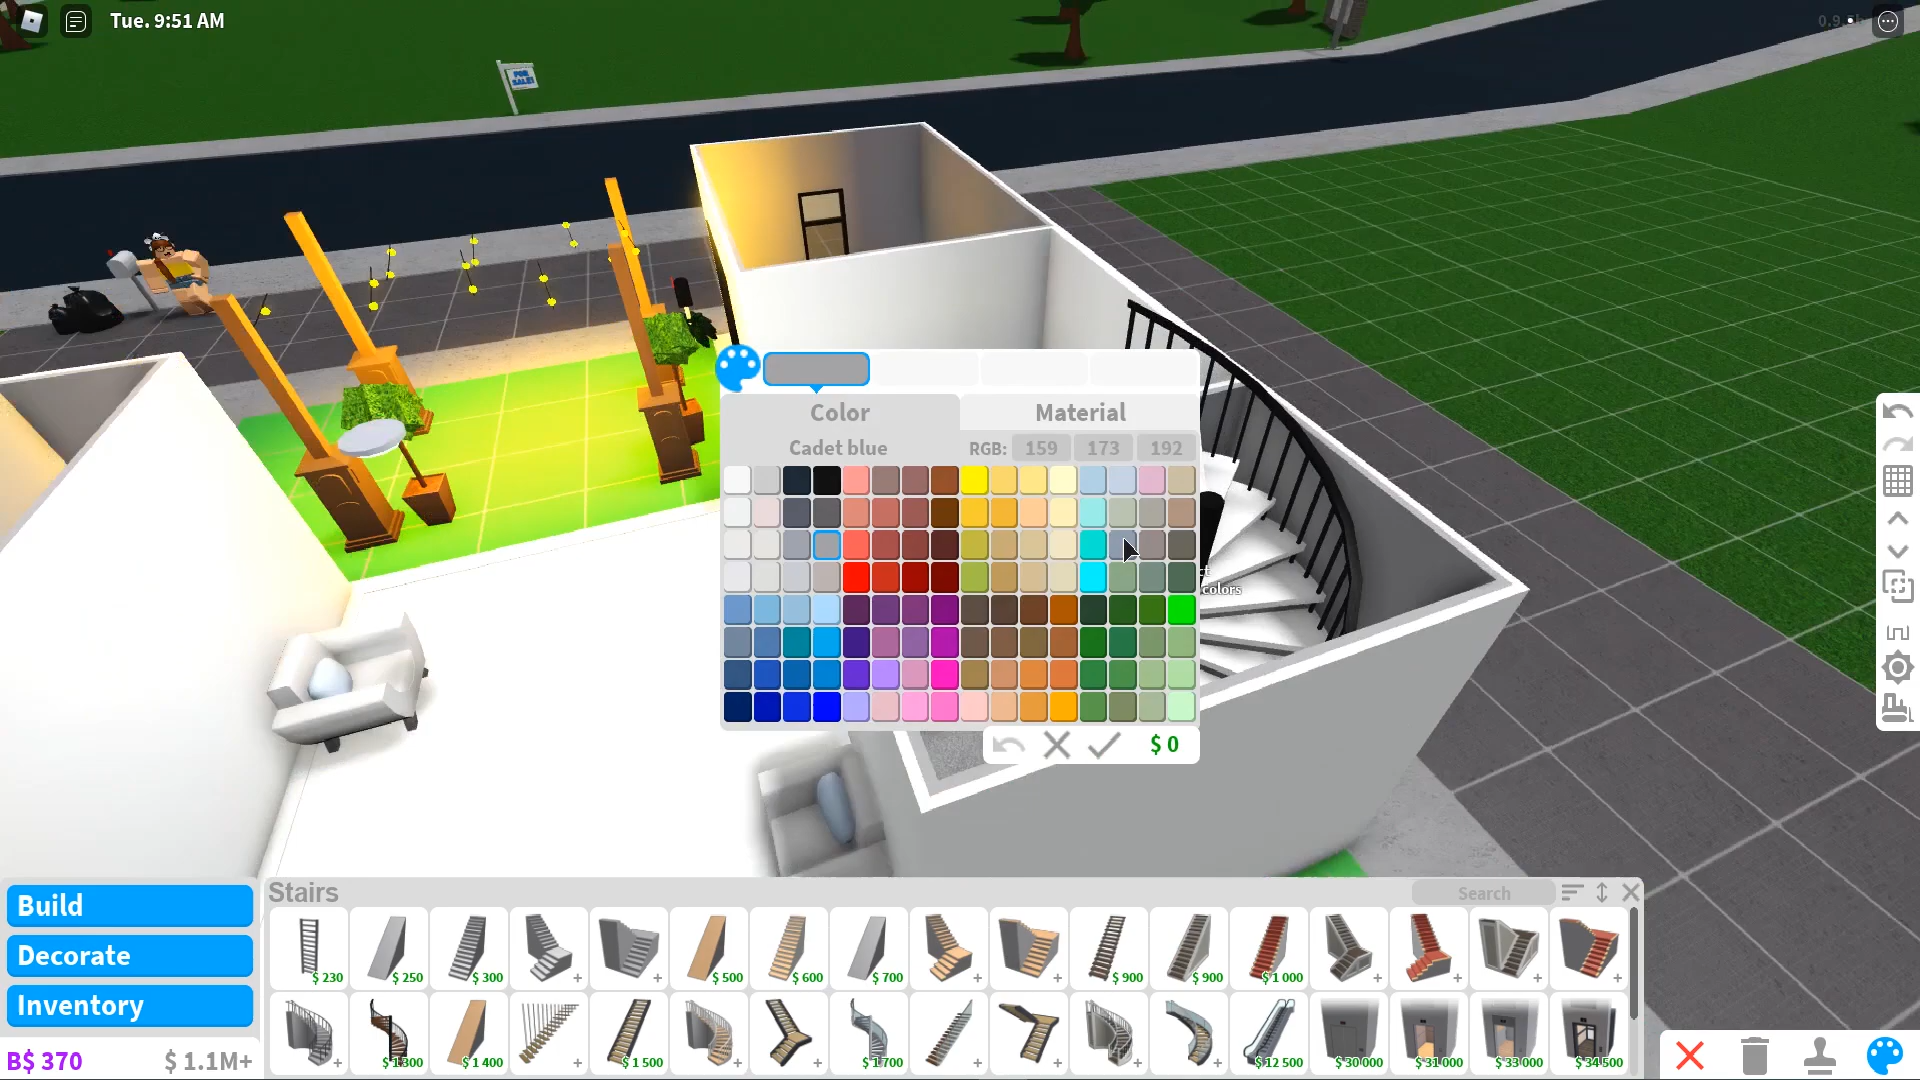 Tue. 9:51 AM
FOR
SALE!
Color
Material
Cadet blue
RGB: 159 173 192
colors
$ 0
Build
Decorate
Inventory
B$ 370
$ 1.1M+
Stairs
Search
$ 230
$ 250
$ 300
+
+
$ 500
$ 600
$ 700
+
+
$ 900
$ 900
$ 1 000
+
+
+
+
+
$ 1 300
$ 1 400
+
$ 1 500
+
+
$ 1 700
+
+
+
+
$ 12 500
$ 30 000
$ 31 000
$ 33 000
$ 34 500